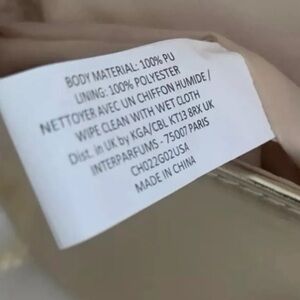 BODY MATERIAL: 100% PU
LINING: 100% POLYESTER
NETTOYER AVEC UN CHIFFON HUMIDE /
WIPE CLEAN WITH WET CLOTH
Dist. in UK by KGA/CBL KT13 8RX UK
INTERPARFUMS - 75007 PARIS
CH022G02USA
MADE IN CHINA